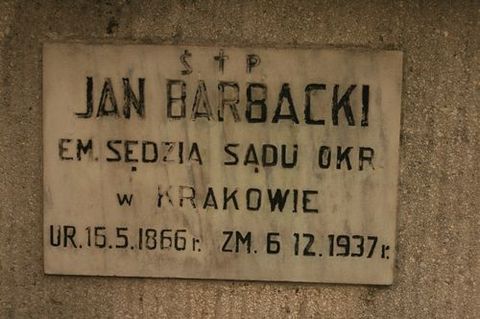 Ś † P
JAN BARBACKI
EM. SĘDZIA SĄDU OKR.
w KRAKOWIE
UR. 15.5.1866 r. ZM. 6 12.1937 r.